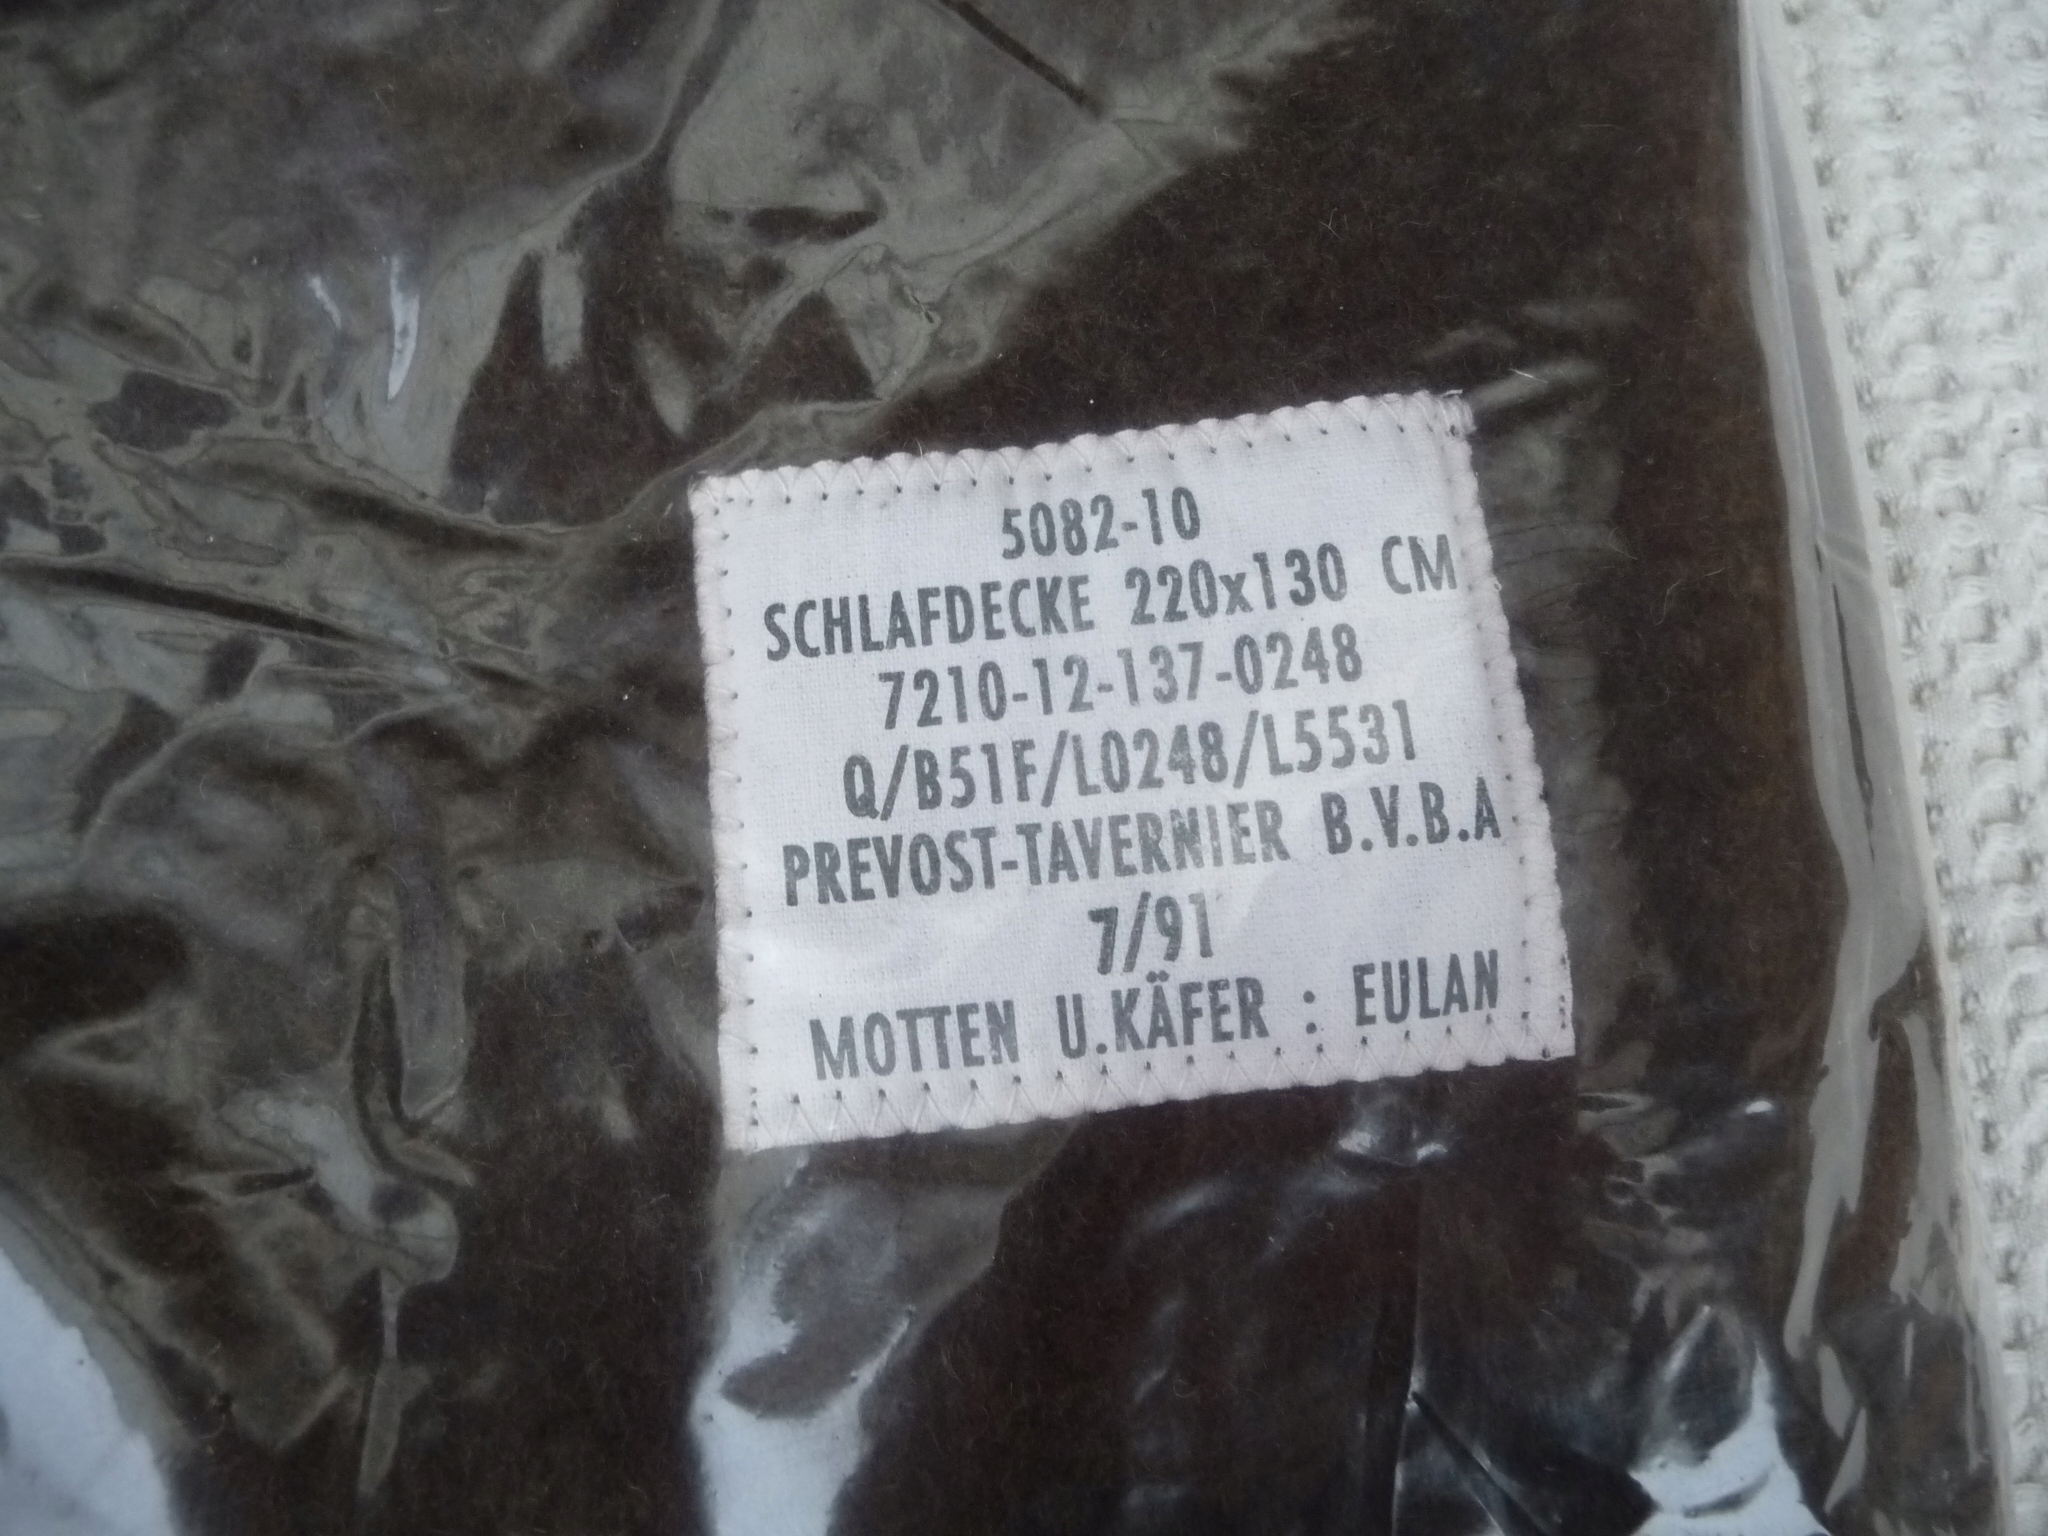 5082-10
SCHLAFDECKE 220x130 CM
7210-12-137-0248
Q/B51F/L0248/L5531
PREVOST-TAVERNIER B.V.B.A
7/91
MOTTEN U.KÄFER : EULAN